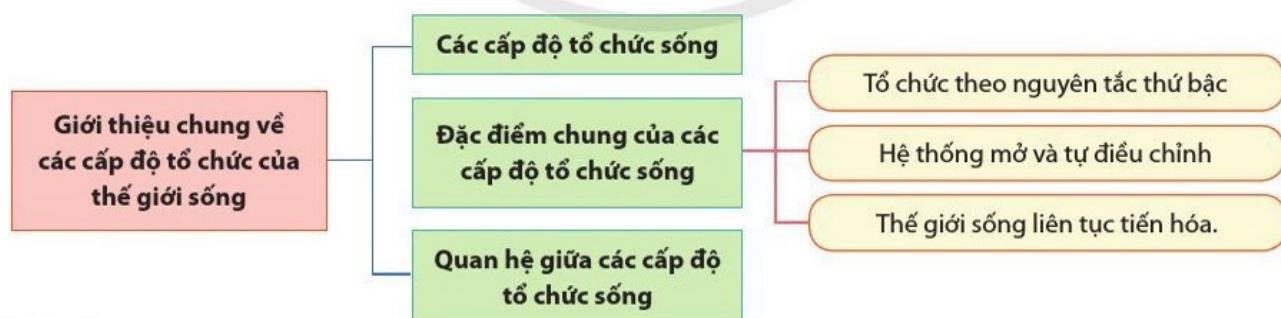 Giới thiệu chung về
các cấp độ tổ chức của
thế giới sống
Các cấp độ tổ chức sống
Đặc điểm chung của các
cấp độ tổ chức sống
Quan hệ giữa các cấp độ
tổ chức sống
Tổ chức theo nguyên tắc thứ bậc
Hệ thống mở và tự điều chỉnh
Thế giới sống liên tục tiến hóa.